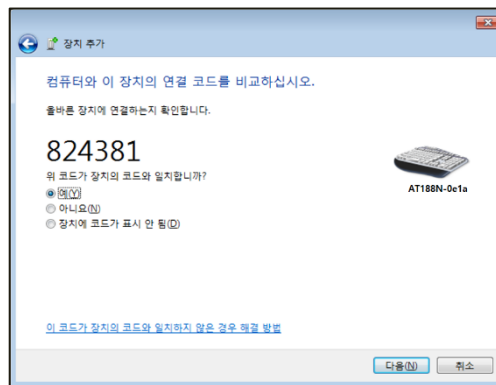 장치 추가
컴퓨터와 이 장치의 연결 코드를 비교하십시오.
올바른 장치에 연결하는지 확인합니다.
824381
위 코드가 장치의 코드와 일치합니까?
예(Y)
아니요(N)
장치에 코드가 표시 안 됨(D)
AT188N-0e1a
이 코드가 장치의 코드와 일치하지 않은 경우 해결 방법
다음(N) 취소